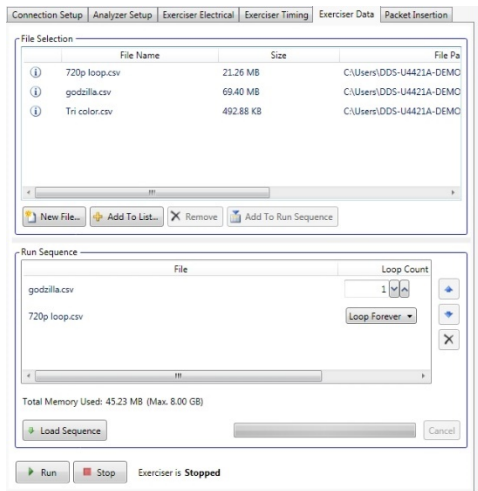 Connection Setup Analyzer Setup Exerciser Electrical Exerciser Timing Exerciser Data Packet Insertion
File Selection
File Name Size File Pa
720p loop.csv 21.26 MB C:\Users\DDS-U4421A-DEMO
godzilla.csv 69.40 MB C:\Users\DDS-U4421A-DEMO
Tri color.csv 492.88 KB C:\Users\DDS-U4421A-DEMO
New File... Add To List... Remove Add To Run Sequence
Run Sequence
File Loop Count
godzilla.csv 1
720p loop.csv Loop Forever
Total Memory Used: 45.23 MB (Max. 8.00 GB)
Load Sequence Cancel
Run Stop Exerciser is Stopped